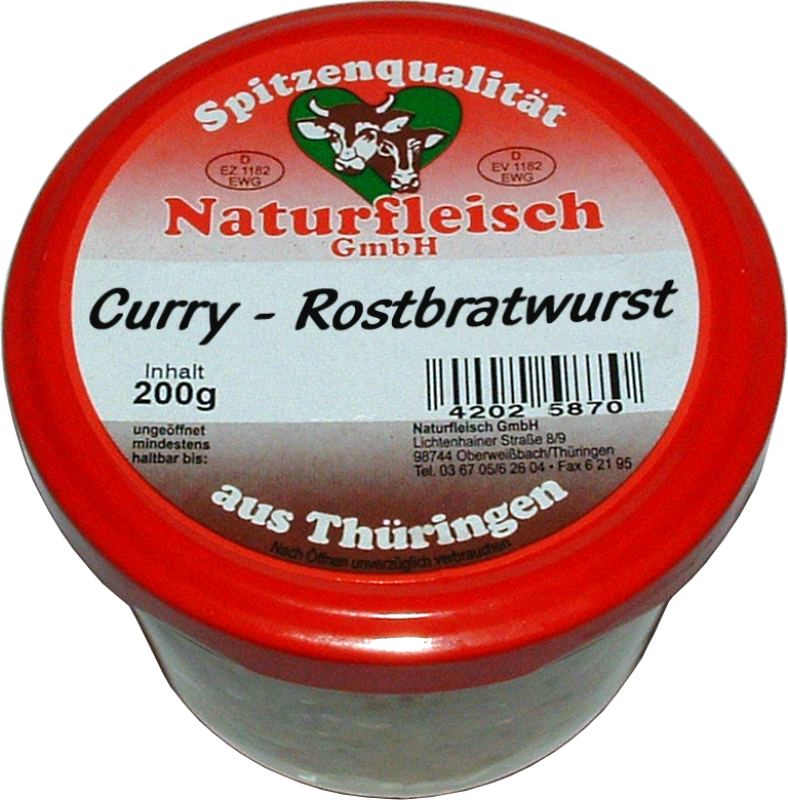 Spitzenqualität
D
EZ 1182
EWG
D
EV 1182
EWG
Naturfleisch
GmbH
Curry - Rostbratwurst
Inhalt
200g
4202 5870
ungeöffnet
mindestens
haltbar bis:
Naturfleisch GmbH
Lichtenhainer Straße 8/9
98744 Oberweißbach/Thüringen
Tel. 03 67 05/6 26 04 • Fax 6 21 95
aus Thüringen
Nach Öffnen unverzüglich verbrauchen